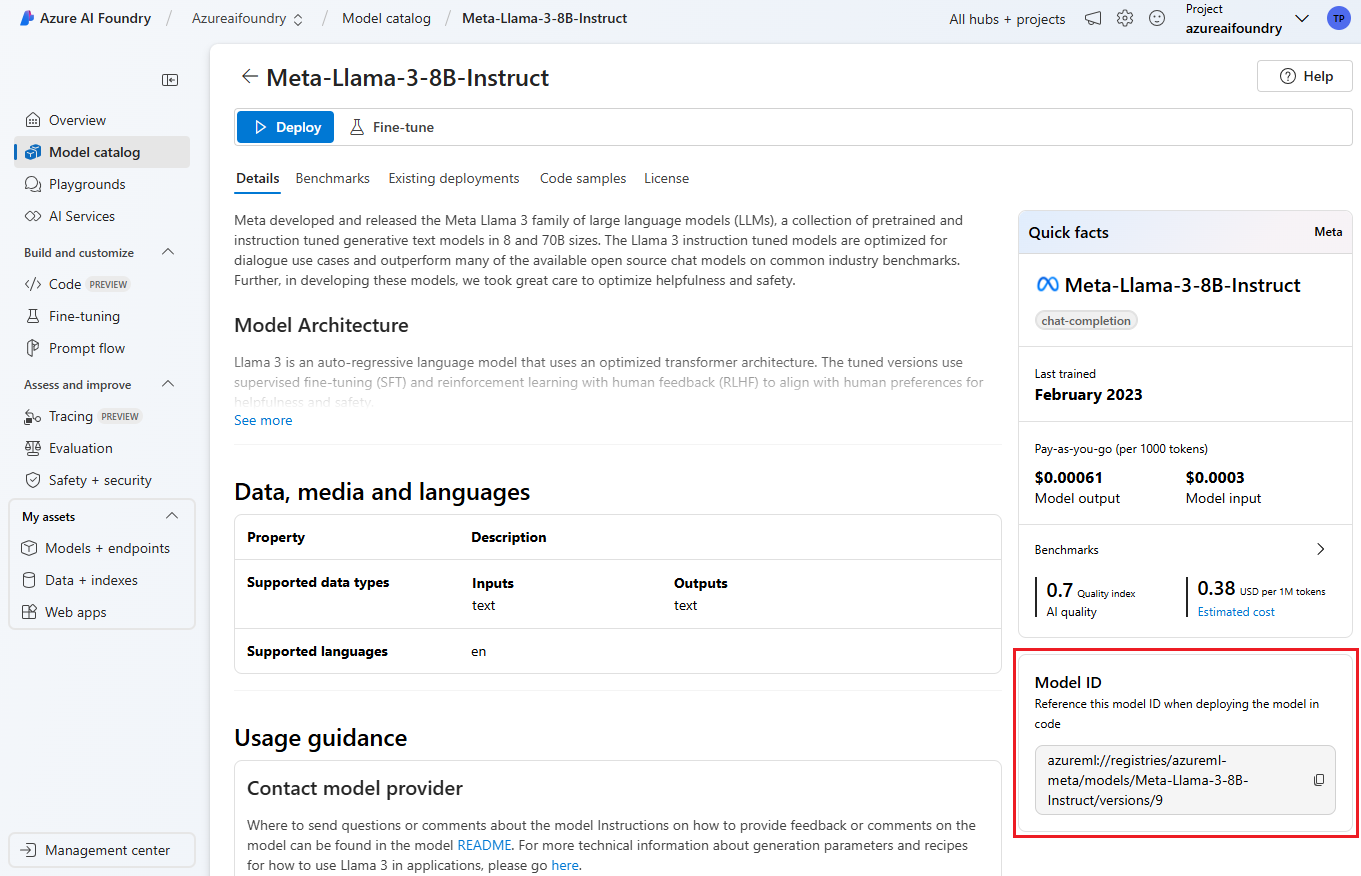 Azure AI Foundry / Azureaifoundry / Model catalog / Meta-Llama-3-8B-Instruct
All hubs + projects
Project
azureaifoundry
TP
Overview
Model catalog
Playgrounds
AI Services
Build and customize
Code PREVIEW
Fine-tuning
Prompt flow
Assess and improve
Tracing PREVIEW
Evaluation
Safety + security
My assets
Models + endpoints
Data + indexes
Web apps
Management center
Meta-Llama-3-8B-Instruct
Help
Deploy
Fine-tune
Details Benchmarks Existing deployments Code samples License
Meta developed and released the Meta Llama 3 family of large language models (LLMs), a collection of pretrained and
instruction tuned generative text models in 8 and 70B sizes. The Llama 3 instruction tuned models are optimized for
dialogue use cases and outperform many of the available open source chat models on common industry benchmarks.
Further, in developing these models, we took great care to optimize helpfulness and safety.
Model Architecture
Llama 3 is an auto-regressive language model that uses an optimized transformer architecture. The tuned versions use
supervised fine-tuning (SFT) and reinforcement learning with human feedback (RLHF) to align with human preferences for
helpfulness and safety.
See more
Data, media and languages
Property Description
Supported data types Inputs Outputs
text text
Supported languages en
Usage guidance
Contact model provider
Where to send questions or comments about the model Instructions on how to provide feedback or comments on the
model can be found in the model README. For more technical information about generation parameters and recipes
for how to use Llama 3 in applications, please go here.
Quick facts Meta
Meta-Llama-3-8B-Instruct
chat-completion
Last trained
February 2023
Pay-as-you-go (per 1000 tokens)
$0.00061 $0.0003
Model output Model input
Benchmarks
0.7 Quality index 0.38 USD per 1M tokens
AI quality Estimated cost
Model ID
Reference this model ID when deploying the model in
code
azureml://registries/azureml-
meta/models/Meta-Llama-3-8B-
Instruct/versions/9